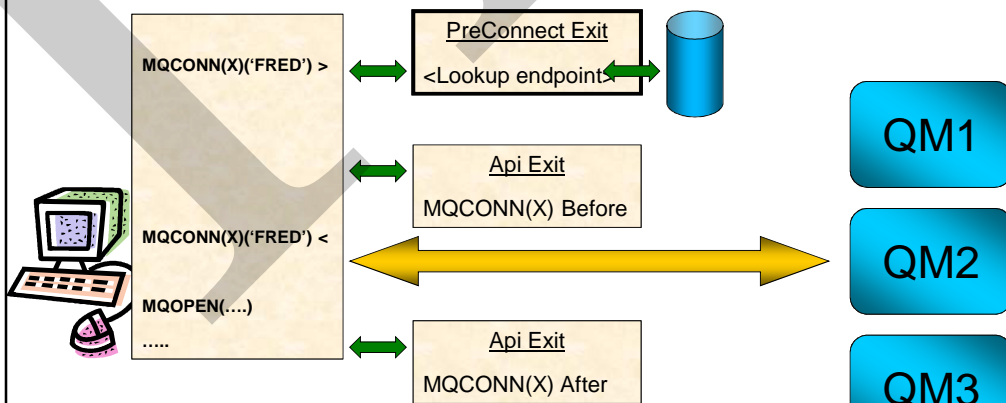 PreConnect Exit
MQCONN(X)('FRED') >
<Lookup endpoint>
QM1
Api Exit
MQCONN(X) Before
MQCONN(X)('FRED') <
QM2
MQOPEN(….)
…..
Api Exit
MQCONN(X) After
QM3